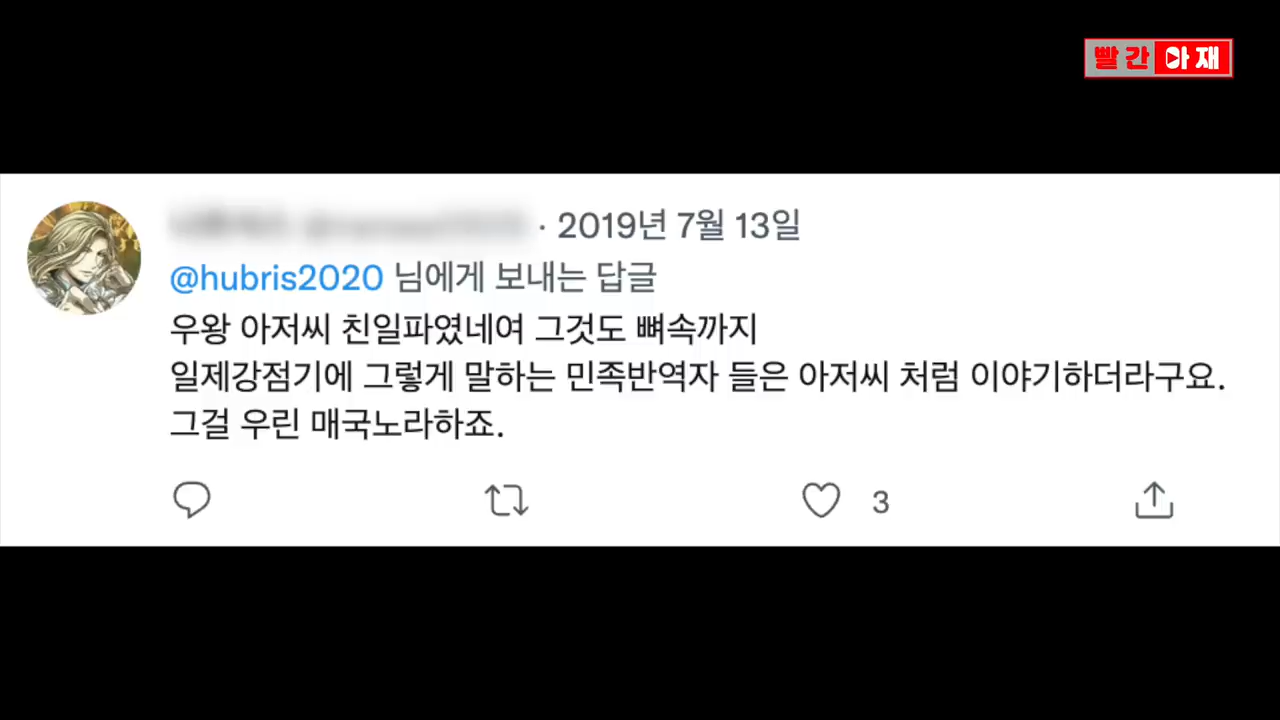 빨간아재
· 2019년 7월 13일
@hubris2020 님에게 보내는 답글
우왕 아저씨 친일파였네여 그것도 뼈속까지
일제강점기에 그렇게 말하는 민족반역자 들은 아저씨 처럼 이야기하더라구요.
그걸 우린 매국노라하죠.
3